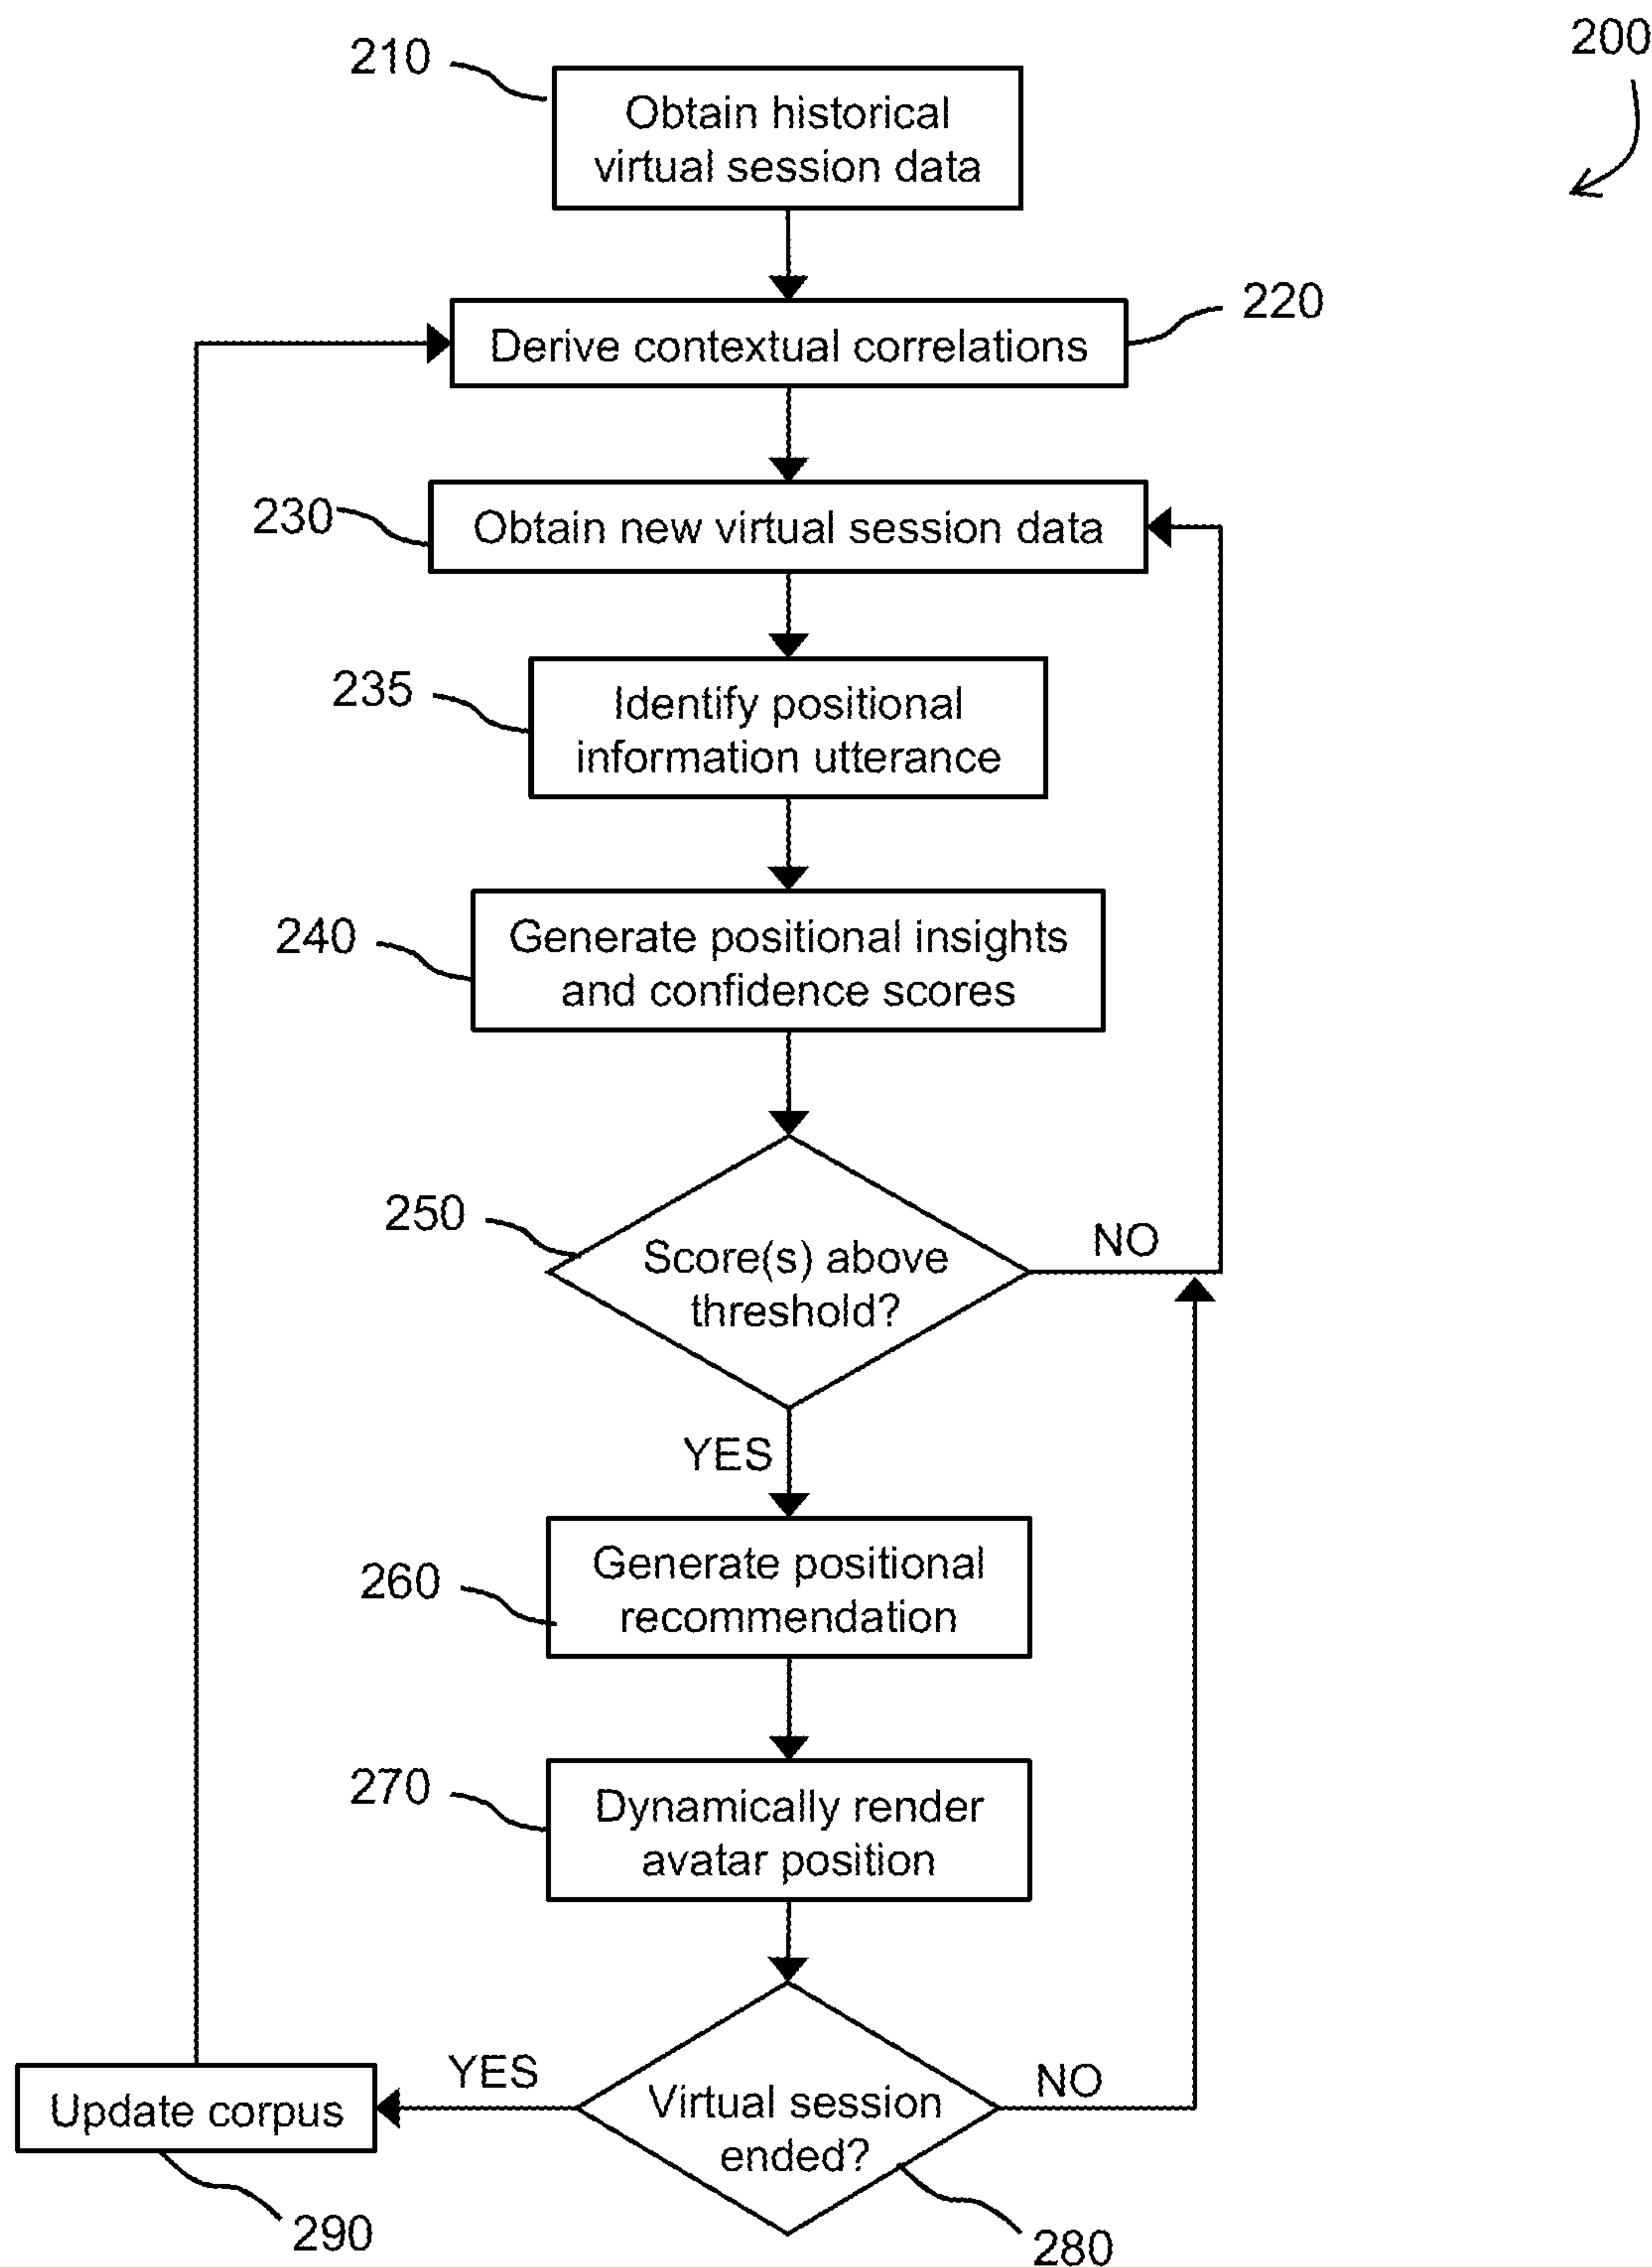 200
210
Obtain historical
virtual session data
220
Derive contextual correlations
230
Obtain new virtual session data
235
Identify positional
information utterance
240
Generate positional insights
and confidence scores
250
Score(s) above
threshold?
NO
YES
260
Generate positional
recommendation
270
Dynamically render
avatar position
YES
NO
Update corpus
Virtual session
ended?
290
280